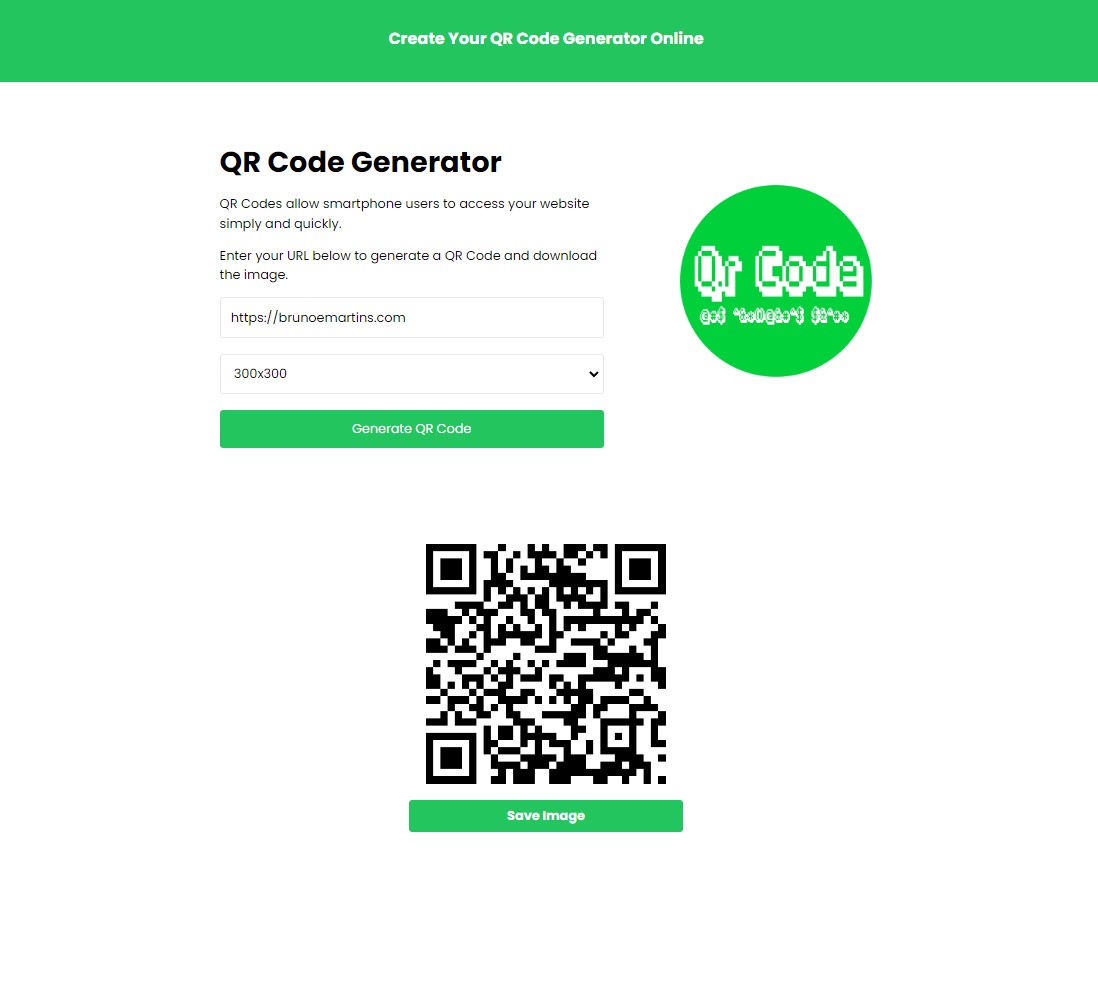 Create Your QR Code Generator Online
QR Code Generator
QR Codes allow smartphone users to access your website
simply and quickly.
Enter your URL below to generate a QR Code and download
the image.
https://brunoemartins.com
300x300
Generate QR Code
Qr Code
Save Image